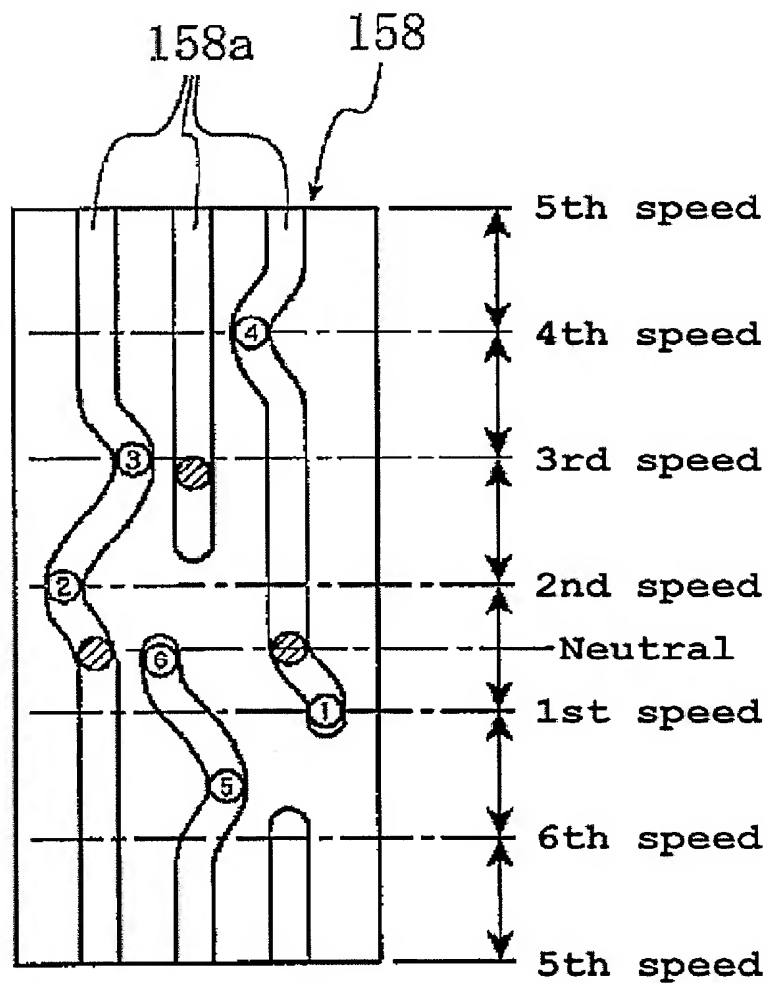 158a
158
5th speed
4
4th speed
3
3rd speed
2
2nd speed
6
Neutral
1
1st speed
5
6th speed
5th speed